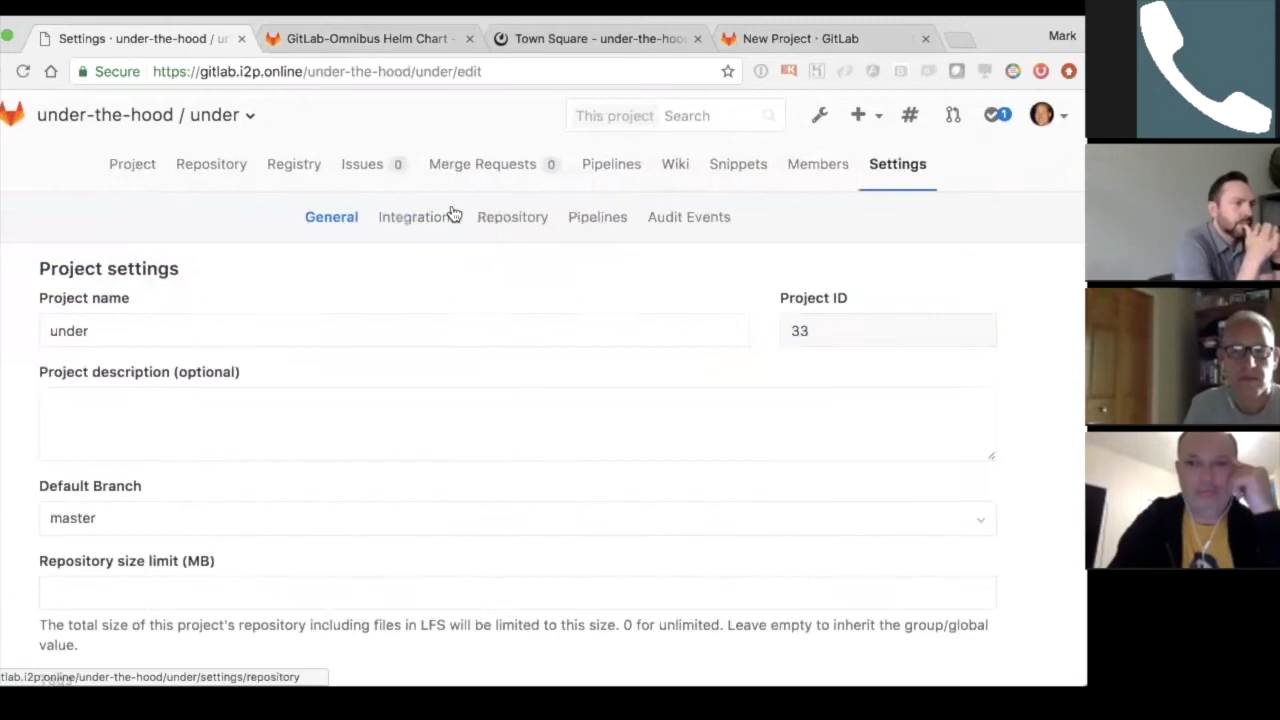 Settings · under-the-hood / ur
GitLab-Omnibus Helm Chart -
Town Square - under-the-hoo
New Project · GitLab
Mark
Secure https://gitlab.i2p.online/under-the-hood/under/edit
under-the-hood / under
This project Search
1
Project Repository Registry Issues 0 Merge Requests 0 Pipelines Wiki Snippets Members Settings
General Integration Repository Pipelines Audit Events
Project settings
Project name
Project ID
under
33
Project description (optional)
Default Branch
master
Repository size limit (MB)
The total size of this project's repository including files in LFS will be limited to this size. 0 for unlimited. Leave empty to inherit the group/global
value.
tlab.i2p.online/under-the-hood/under/settings/repository